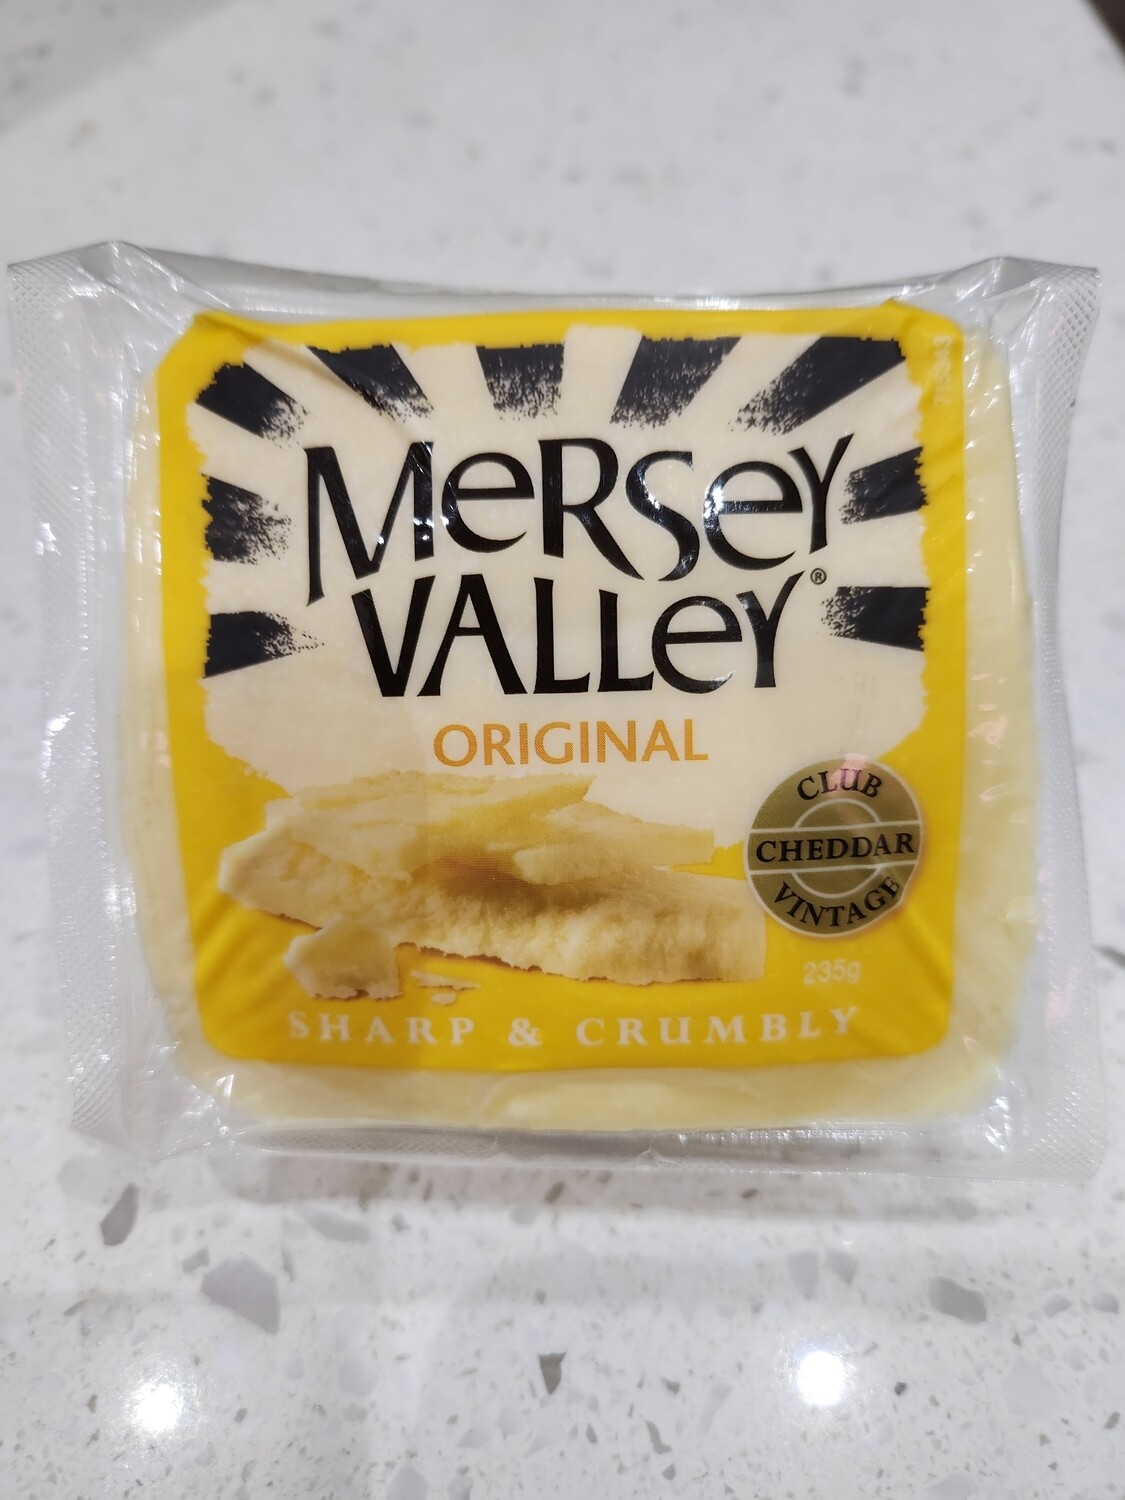 MERSEY
VALLEY®
ORIGINAL
CLUB
CHEDDAR
VINTAGE
235g
SHARP & CRUMBLY